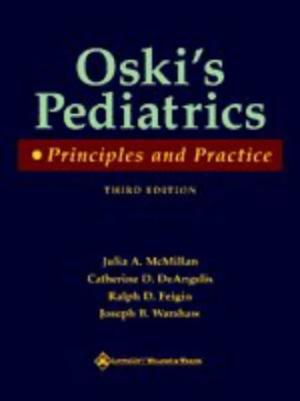 Oski's
Pediatrics
• Principles and Practice
THIRD EDITION
Julia A. McMillan
Catherine D. DeAngelis
Ralph D. Feigin
Joseph B. Warshaw